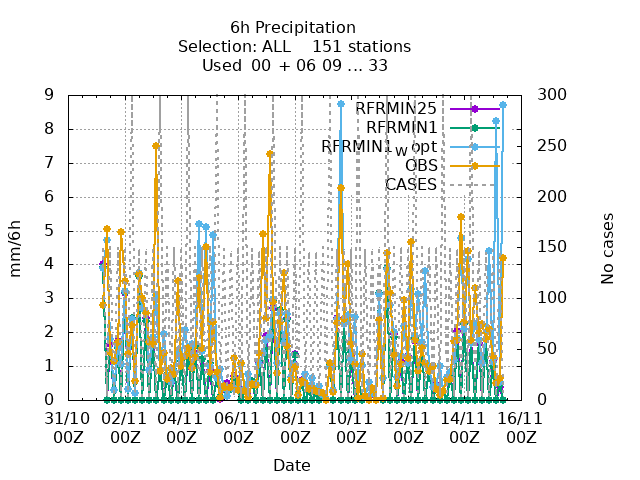 6h Precipitation
Selection: ALL    151 stations
Used  00 + 06 09 ... 33
RFRMIN25
RFRMIN1
RFRMIN1w opt
OBS
CASES
mm/6h
9
8
7
6
5
4
3
2
1
0
No cases
300
250
200
150
100
50
0
31/10 02/11 04/11 06/11 08/11 10/11 12/11 14/11 16/11
00Z 00Z 00Z 00Z 00Z 00Z 00Z 00Z 00Z
Date